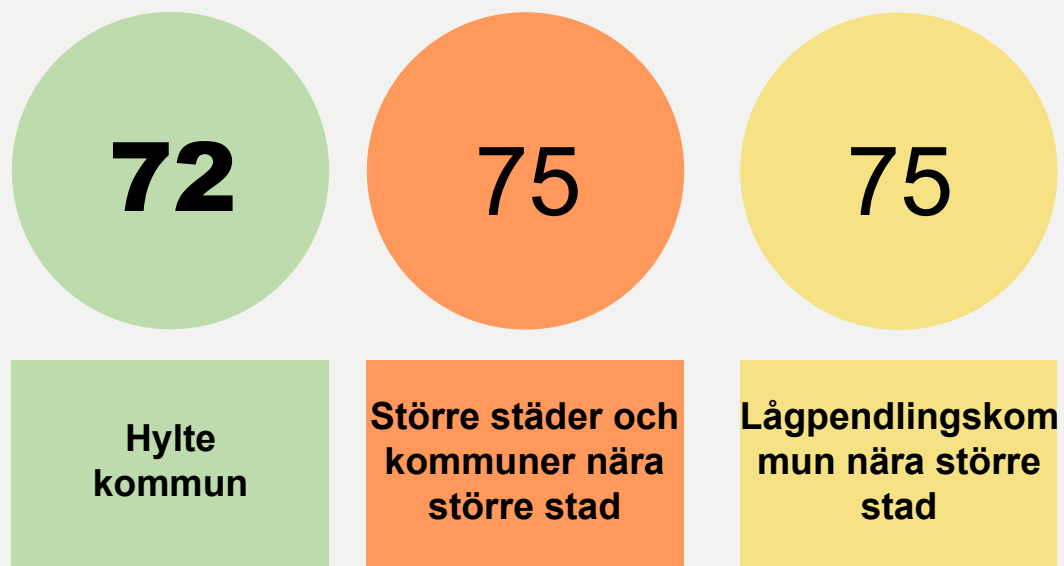 72
75
75
Hylte
kommun
Större städer och
kommuner nära
större stad
Lågpendlingskom
mun nära större
stad